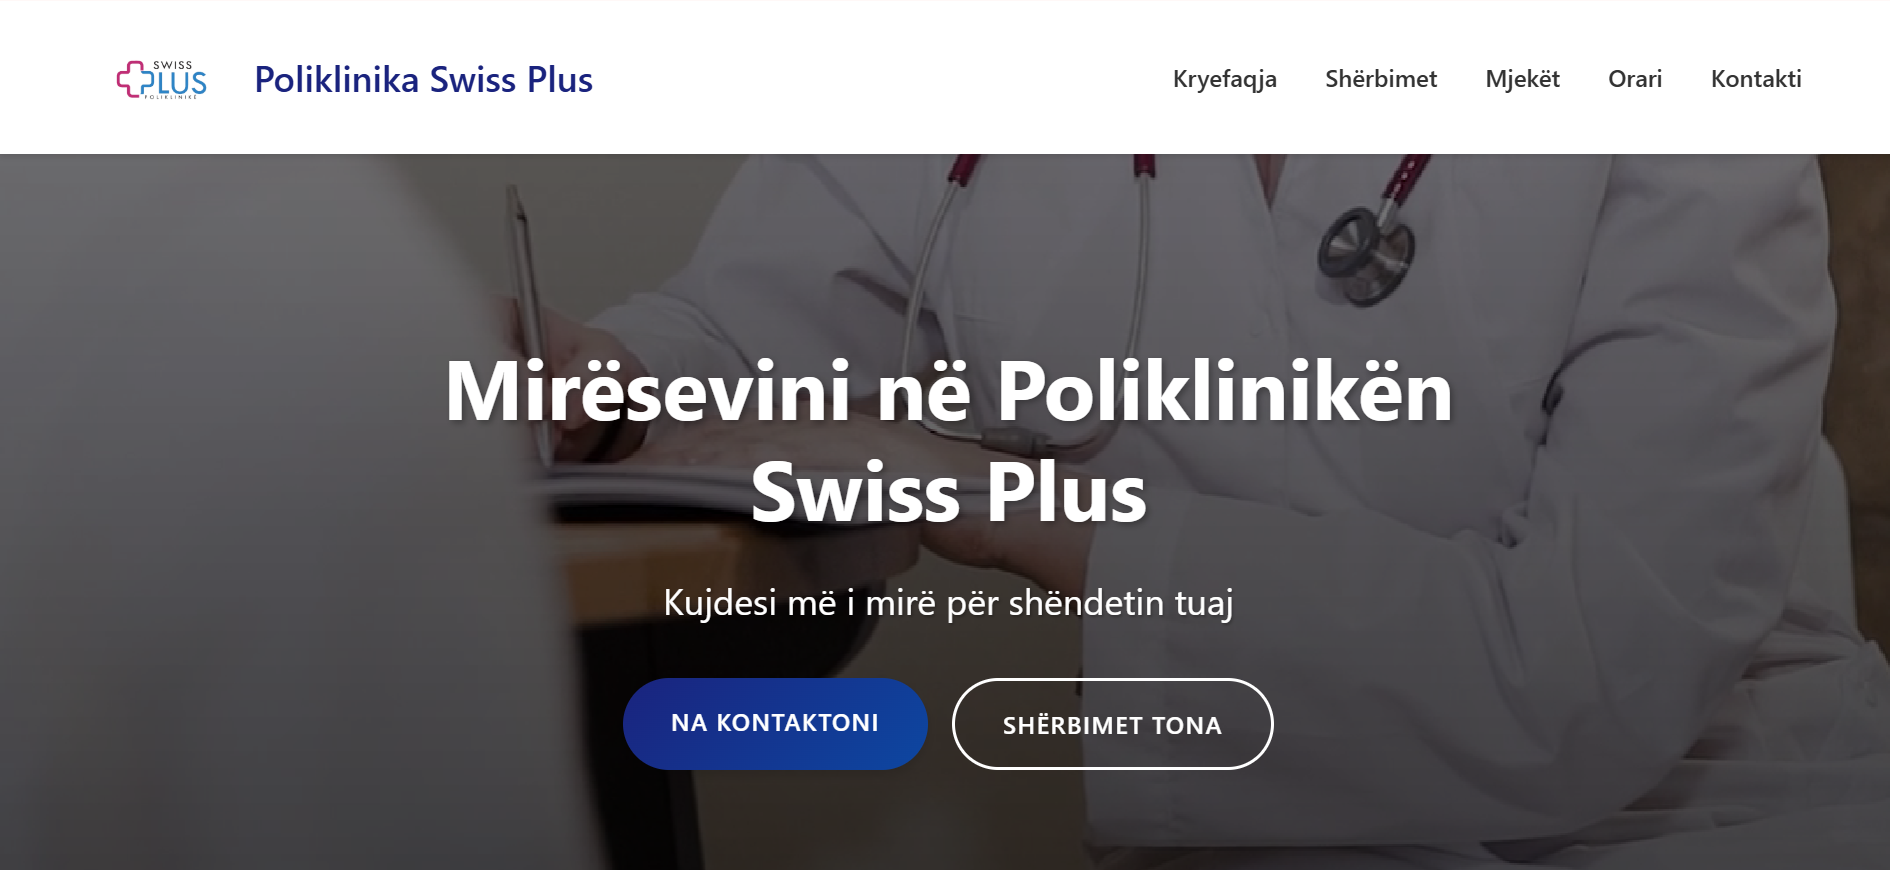 SWISS
PLUS
POLIKLINIKË
Poliklinika Swiss Plus
Kryefaqja
Shërbimet
Mjekët
Orari
Kontakti
Mirësevini në Poliklinikën
Swiss Plus
Kujdesi më i mirë për shëndetin tuaj
NA KONTAKTONI
SHËRBIMET TONA